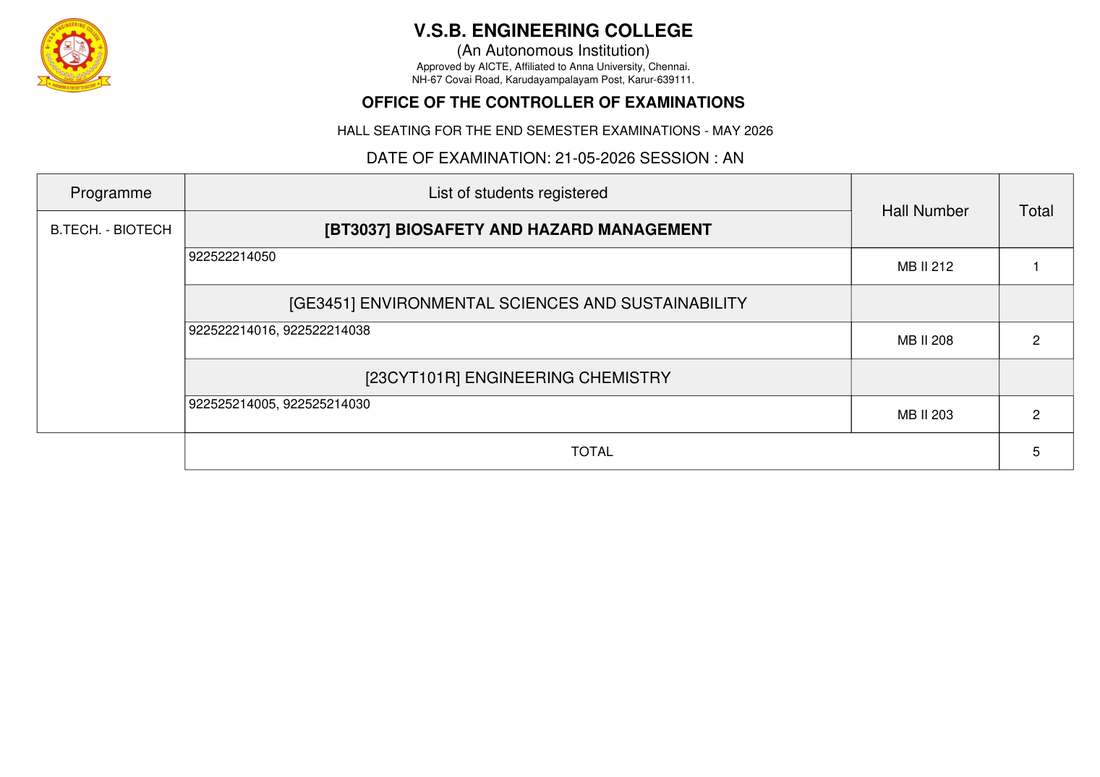 V.S.B. ENGINEERING COLLEGE
(An Autonomous Institution)
Approved by AICTE, Affiliated to Anna University, Chennai.
NH-67 Covai Road, Karudayampalayam Post, Karur-639111.
OFFICE OF THE CONTROLLER OF EXAMINATIONS
HALL SEATING FOR THE END SEMESTER EXAMINATIONS - MAY 2026
DATE OF EXAMINATION: 21-05-2026 SESSION : AN
Programme List of students registered Hall Number Total
B.TECH. - BIOTECH [BT3037] BIOSAFETY AND HAZARD MANAGEMENT
922522214050 MB II 212 1
[GE3451] ENVIRONMENTAL SCIENCES AND SUSTAINABILITY
922522214016, 922522214038 MB II 208 2
[23CYT101R] ENGINEERING CHEMISTRY
922525214005, 922525214030 MB II 203 2
TOTAL 5